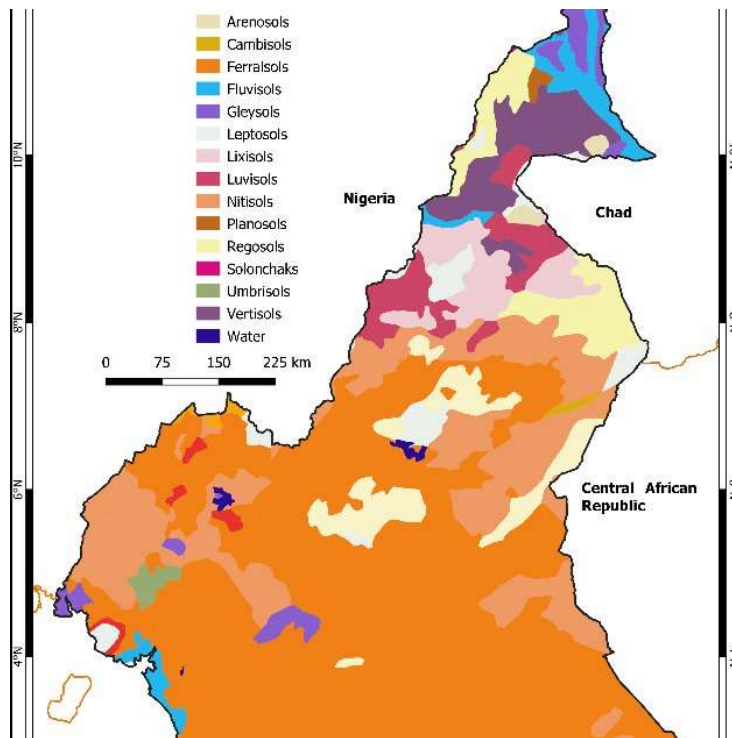 Arenosols
Cambisols
Ferralsols
Fluvisols
Gleysols
Leptosols
Lixisols
Luvisols
Nitisols
Planosols
Regosols
Solonchaks
Umbrisols
Vertisols
Water
0 75 150 225 km
Nigeria
Chad
Central African
Republic
10°N
8°N
6°N
4°N